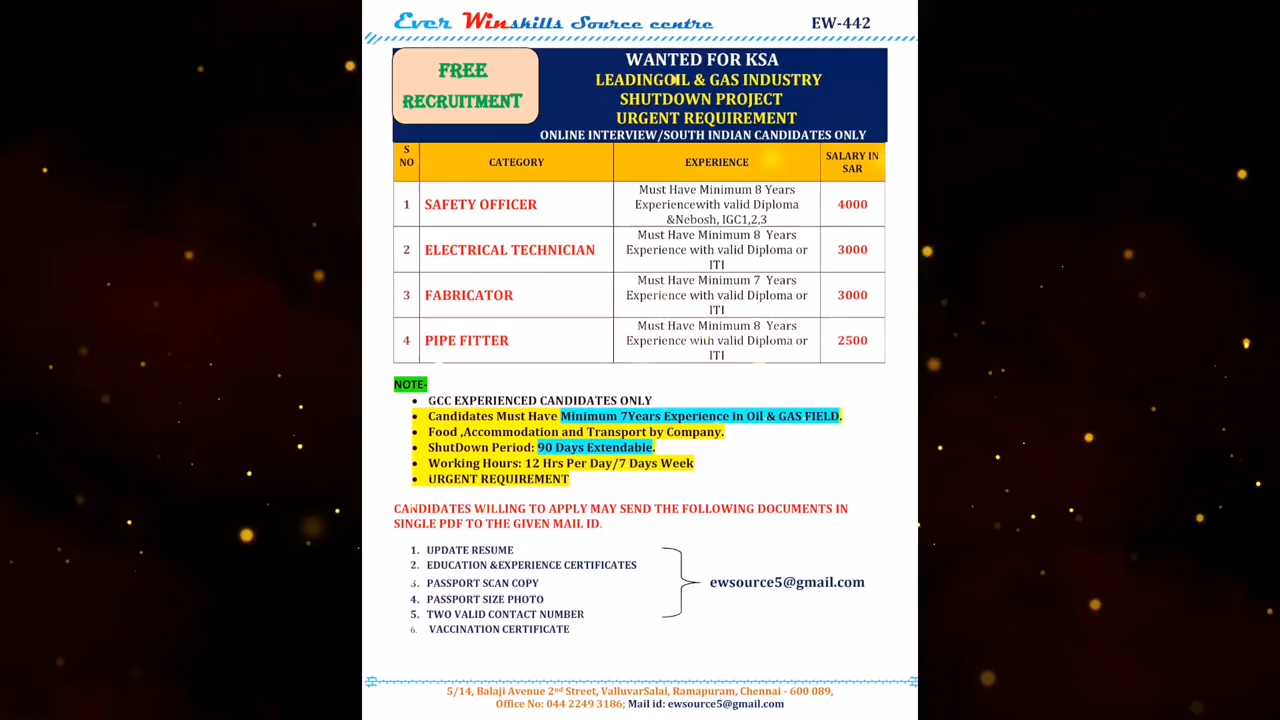 Ever Winskills Source centre EW-442
FREE
RECRUITMENT
WANTED FOR KSA
LEADINGOIL & GAS INDUSTRY
SHUTDOWN PROJECT
URGENT REQUIREMENT
ONLINE INTERVIEW/SOUTH INDIAN CANDIDATES ONLY
S NO CATEGORY EXPERIENCE SALARY IN SAR
1 SAFETY OFFICER Must Have Minimum 8 Years Experiencewith valid Diploma &Nebosh, IGC1,2,3 4000
2 ELECTRICAL TECHNICIAN Must Have Minimum 8 Years Experience with valid Diploma or ITI 3000
3 FABRICATOR Must Have Minimum 7 Years Experience with valid Diploma or ITI 3000
4 PIPE FITTER Must Have Minimum 8 Years Experience with valid Diploma or ITI 2500
NOTE-
• GCC EXPERIENCED CANDIDATES ONLY
• Candidates Must Have Minimum 7Years Experience in Oil & GAS FIELD.
• Food ,Accommodation and Transport by Company.
• ShutDown Period: 90 Days Extendable.
• Working Hours: 12 Hrs Per Day/7 Days Week
• URGENT REQUIREMENT
CANDIDATES WILLING TO APPLY MAY SEND THE FOLLOWING DOCUMENTS IN
SINGLE PDF TO THE GIVEN MAIL ID.
1. UPDATE RESUME
2. EDUCATION &EXPERIENCE CERTIFICATES
3. PASSPORT SCAN COPY
4. PASSPORT SIZE PHOTO
5. TWO VALID CONTACT NUMBER
6. VACCINATION CERTIFICATE
ewsource5@gmail.com
5/14, Balaji Avenue 2nd Street, ValluvarSalai, Ramapuram, Chennai - 600 089,
Office No: 044 2249 3186; Mail id: ewsource5@gmail.com